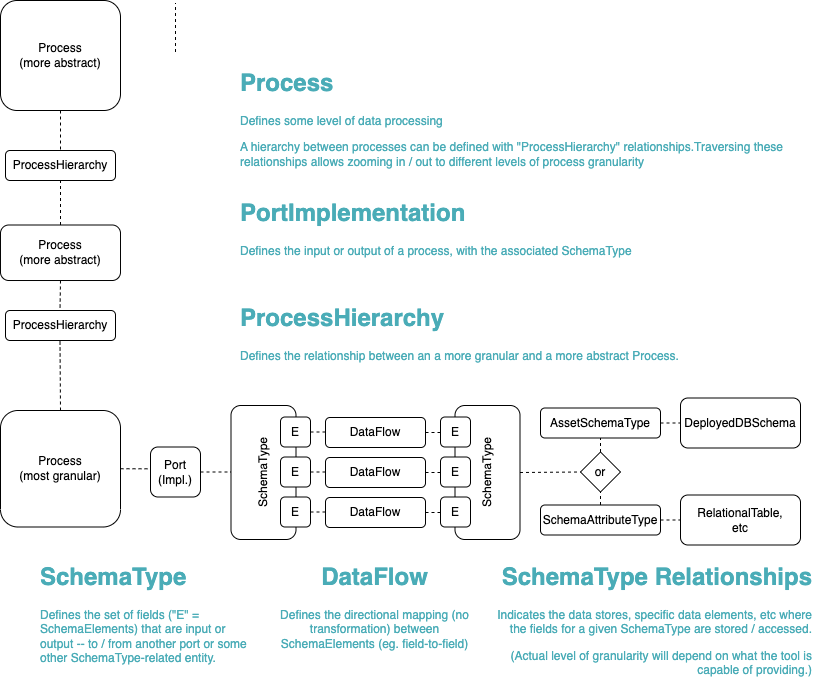 Process
(more abstract)
Process
Defines some level of data processing
A hierarchy between processes can be defined with "ProcessHierarchy" relationships.Traversing these
relationships allows zooming in / out to different levels of process granularity
ProcessHierarchy
PortImplementation
Process
(more abstract)
Defines the input or output of a process, with the associated SchemaType
ProcessHierarchy
ProcessHierarchy
Defines the relationship between an a more granular and a more abstract Process.
Process
(most granular)
Port
(Impl.)
SchemaType
E
DataFlow
E
E
DataFlow
E
E
DataFlow
E
SchemaType
AssetSchemaType
DeployedDBSchema
or
SchemaAttributeType
RelationalTable,
etc
SchemaType
Defines the set of fields ("E" =
SchemaElements) that are input or
output -- to / from another port or some
other SchemaType-related entity.
DataFlow
Defines the directional mapping (no
transformation) between
SchemaElements (eg. field-to-field)
SchemaType Relationships
Indicates the data stores, specific data elements, etc where
the fields for a given SchemaType are stored / accessed.
(Actual level of granularity will depend on what the tool is
capable of providing.)